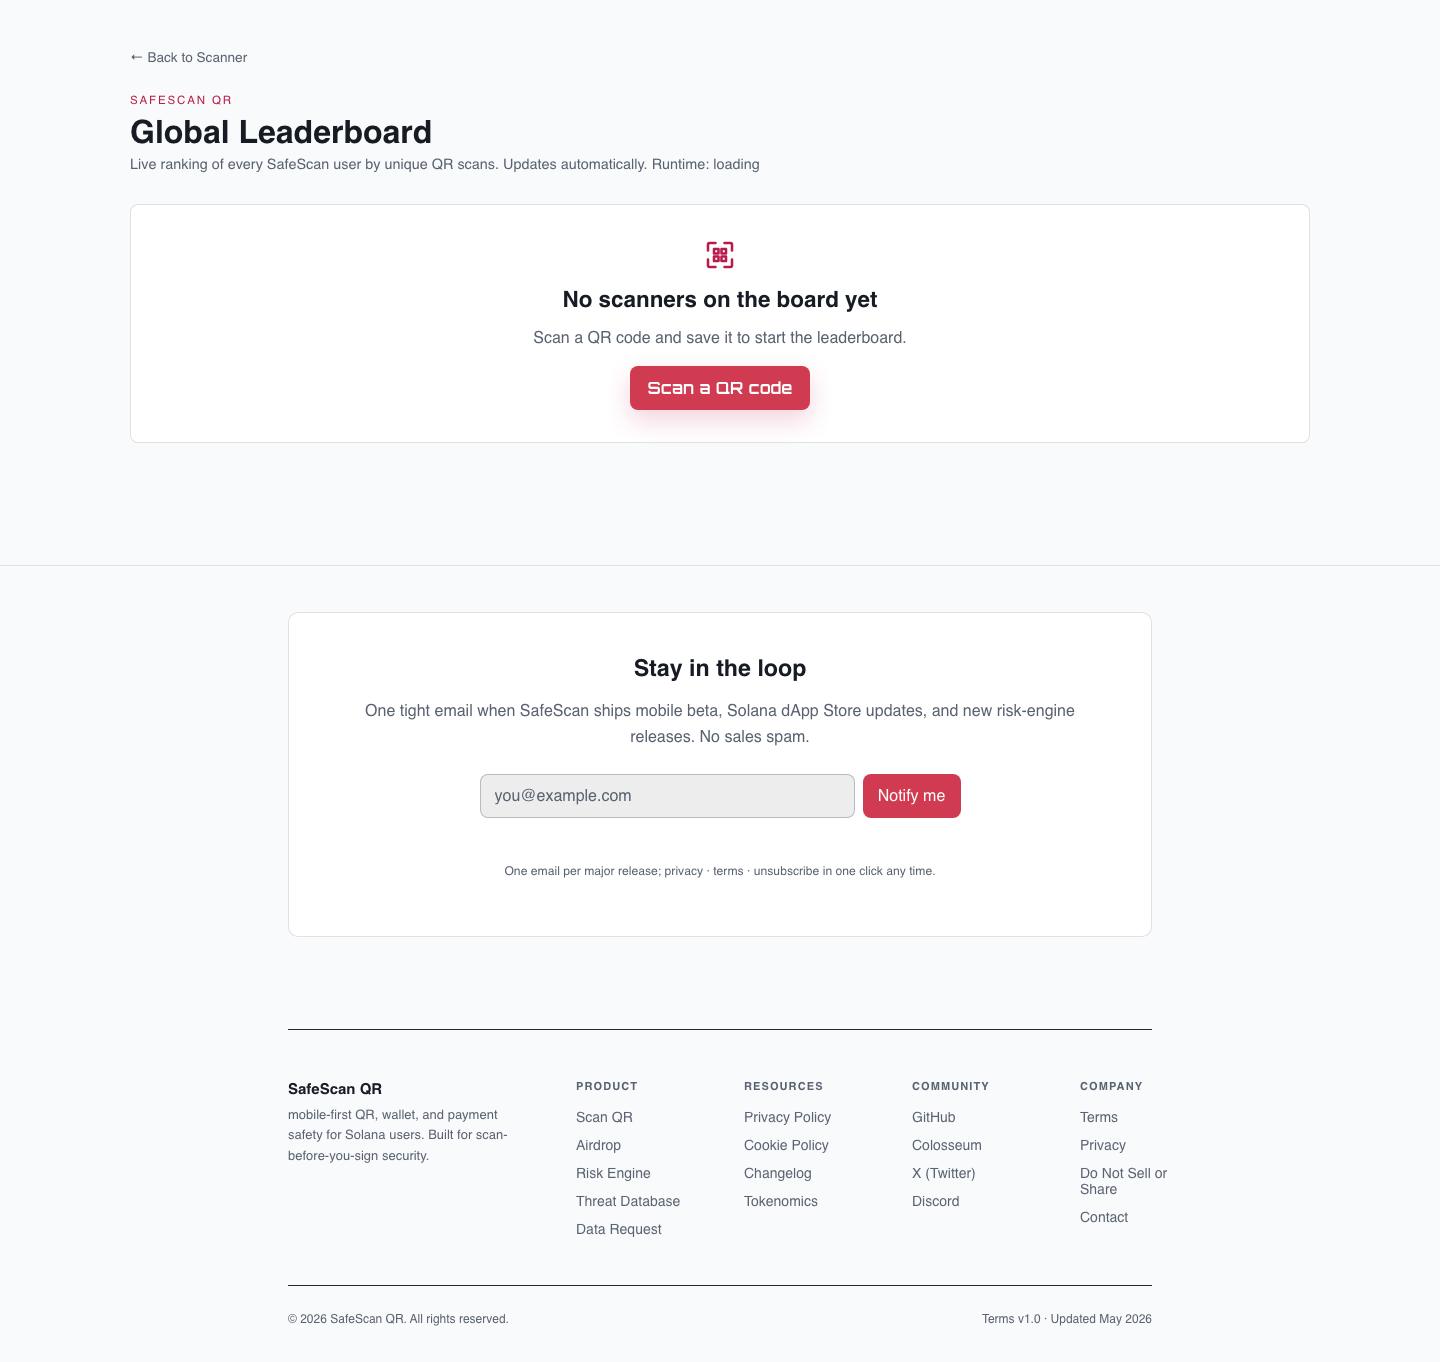 ← Back to Scanner
SAFESCAN QR
Global Leaderboard
Live ranking of every SafeScan user by unique QR scans. Updates automatically. Runtime: loading
No scanners on the board yet
Scan a QR code and save it to start the leaderboard.
Scan a QR code
Stay in the loop
One tight email when SafeScan ships mobile beta, Solana dApp Store updates, and new risk-engine
releases. No sales spam.
you@example.com
Notify me
One email per major release; privacy · terms · unsubscribe in one click any time.
SafeScan QR
mobile-first QR, wallet, and payment
safety for Solana users. Built for scan-
before-you-sign security.
PRODUCT
Scan QR
Airdrop
Risk Engine
Threat Database
Data Request
RESOURCES
Privacy Policy
Cookie Policy
Changelog
Tokenomics
COMMUNITY
GitHub
Colosseum
X (Twitter)
Discord
COMPANY
Terms
Privacy
Do Not Sell or
Share
Contact
© 2026 SafeScan QR. All rights reserved.
Terms v1.0 · Updated May 2026